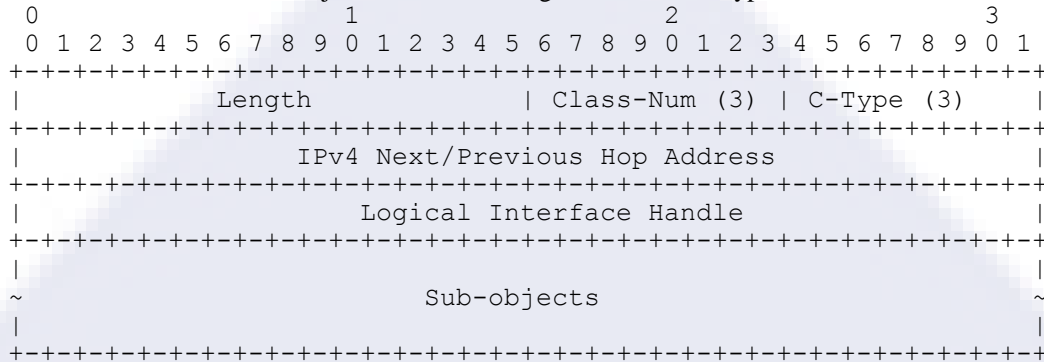 0 1 2 3
0 1 2 3 4 5 6 7 8 9 0 1 2 3 4 5 6 7 8 9 0 1 2 3 4 5 6 7 8 9 0 1
+-+-+-+-+-+-+-+-+-+-+-+-+-+-+-+-+-+-+-+-+-+-+-+-+-+-+-+-+-+-+-+-+
| Length | Class-Num (3) | C-Type (3) |
+-+-+-+-+-+-+-+-+-+-+-+-+-+-+-+-+-+-+-+-+-+-+-+-+-+-+-+-+-+-+-+-+
| IPv4 Next/Previous Hop Address |
+-+-+-+-+-+-+-+-+-+-+-+-+-+-+-+-+-+-+-+-+-+-+-+-+-+-+-+-+-+-+-+-+
| Logical Interface Handle |
+-+-+-+-+-+-+-+-+-+-+-+-+-+-+-+-+-+-+-+-+-+-+-+-+-+-+-+-+-+-+-+-+
| |
~ Sub-objects ~
| |
+-+-+-+-+-+-+-+-+-+-+-+-+-+-+-+-+-+-+-+-+-+-+-+-+-+-+-+-+-+-+-+-+